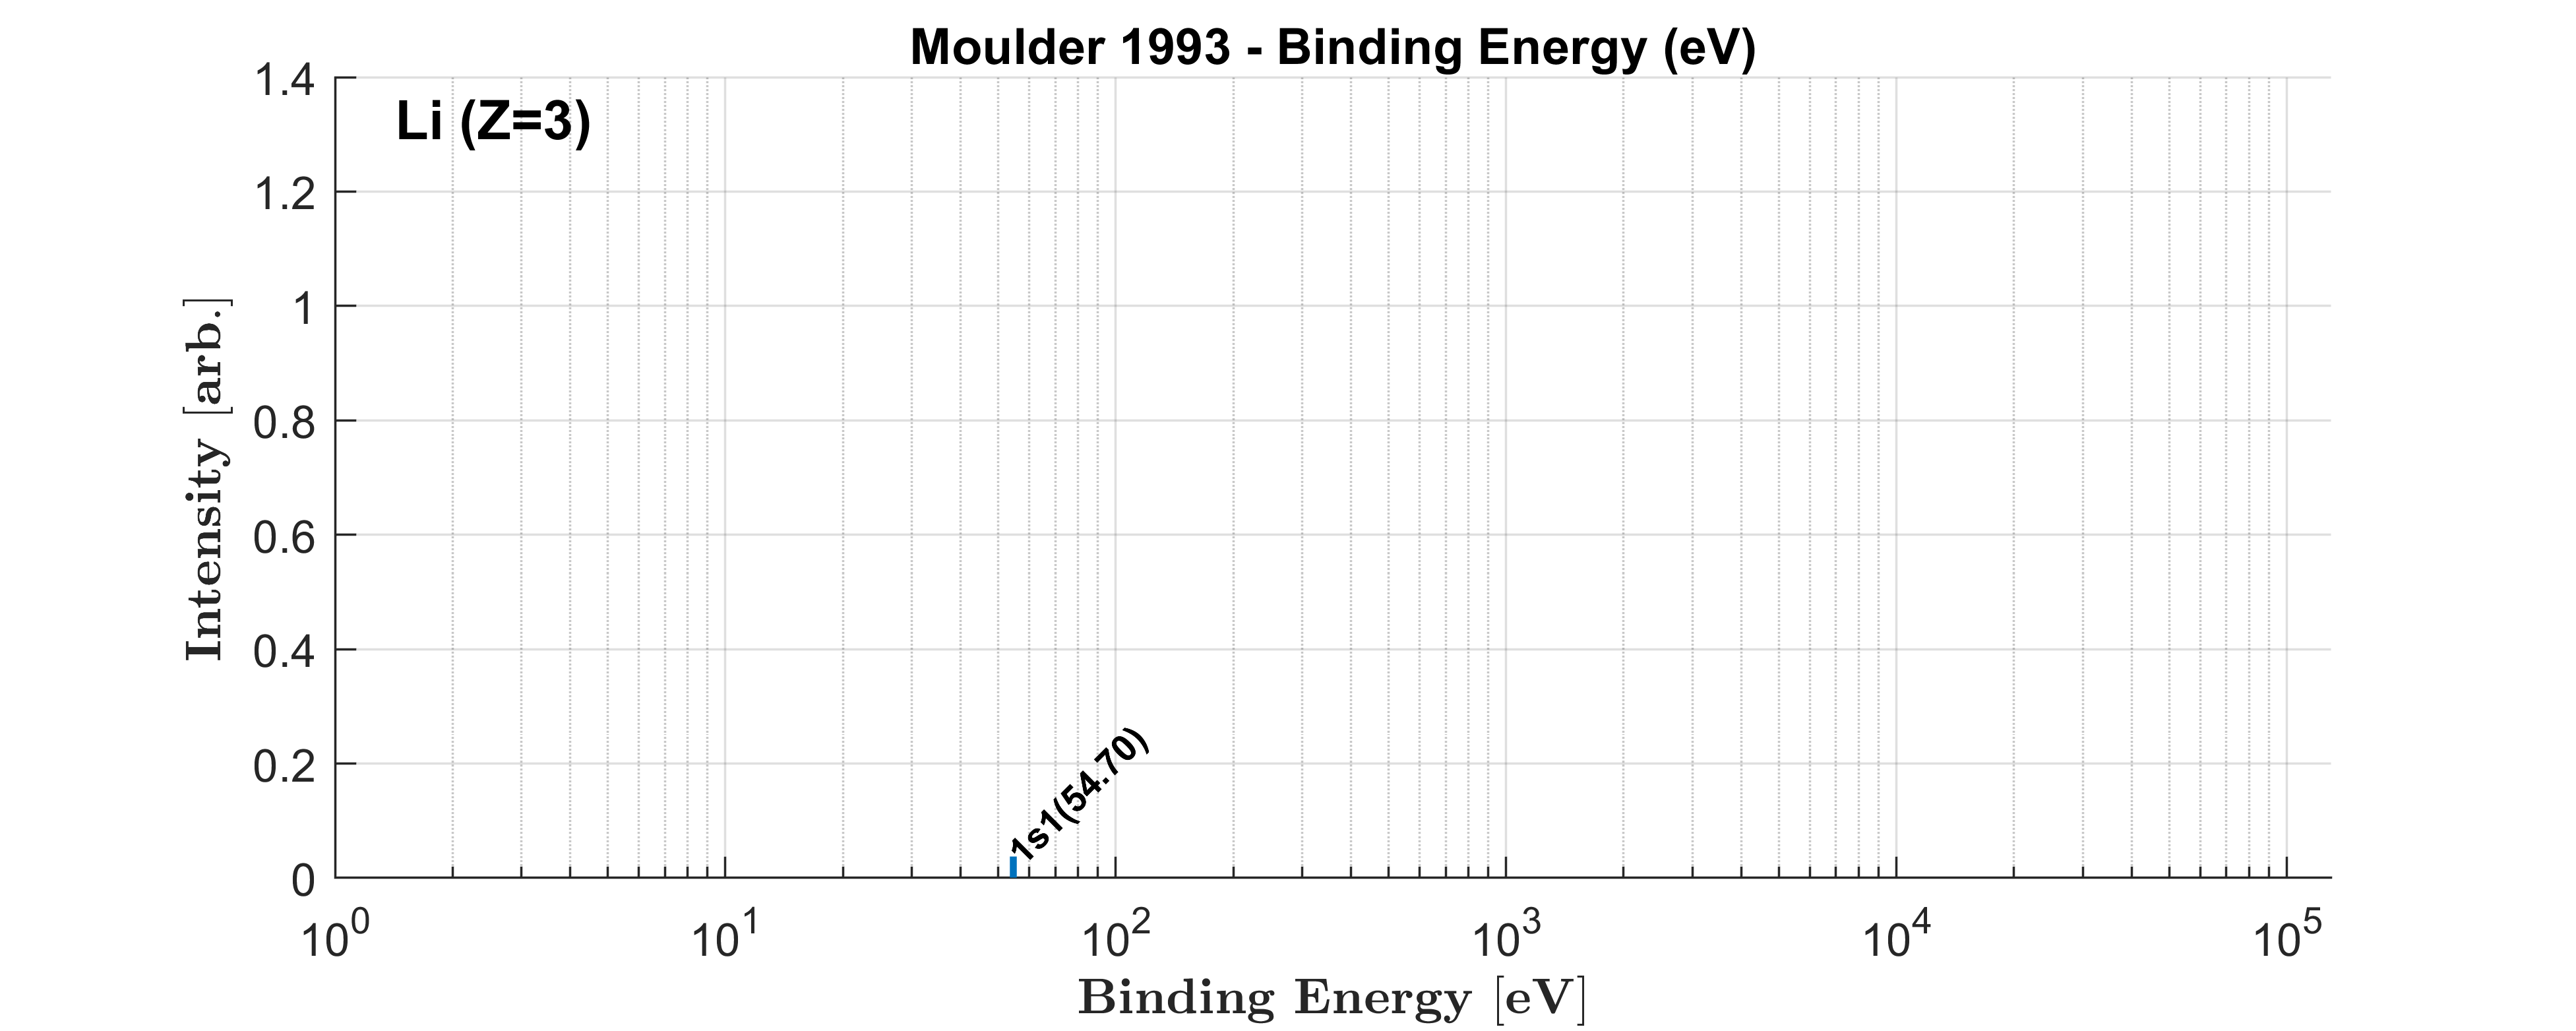 Moulder 1993 - Binding Energy (eV)
Li (Z=3)
1.4
1.2
1
0.8
0.6
0.4
0.2
0
Intensity [arb.]
1s1(54.70)
10^0 10^1 10^2 10^3 10^4 10^5
Binding Energy [eV]